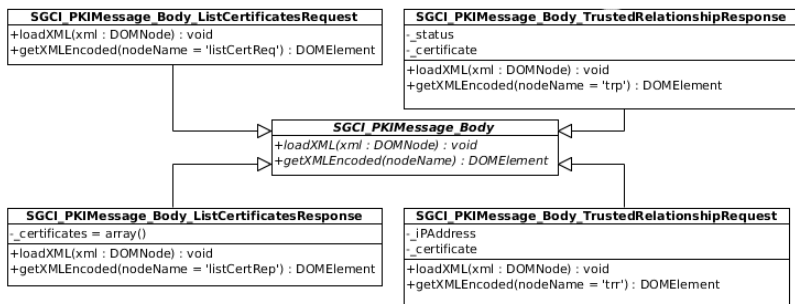 SGCI_PKIMessage_Body_ListCertificatesRequest
+loadXML(xml : DOMNode) : void
+getXMLEncoded(nodeName = 'listCertReq') : DOMElement
SGCI_PKIMessage_Body_TrustedRelationshipResponse
-_status
-_certificate
+loadXML(xml : DOMNode) : void
+getXMLEncoded(nodeName = 'trp') : DOMElement
SGCI_PKIMessage_Body
+loadXML(xml : DOMNode) : void
+getXMLEncoded(nodeName) : DOMElement
SGCI_PKIMessage_Body_ListCertificatesResponse
-_certificates = array()
+loadXML(xml : DOMNode) : void
+getXMLEncoded(nodeName = 'listCertRep') : DOMElement
SGCI_PKIMessage_Body_TrustedRelationshipRequest
-_iPAddress
-_certificate
+loadXML(xml : DOMNode) : void
+getXMLEncoded(nodeName = 'trr') : DOMElement